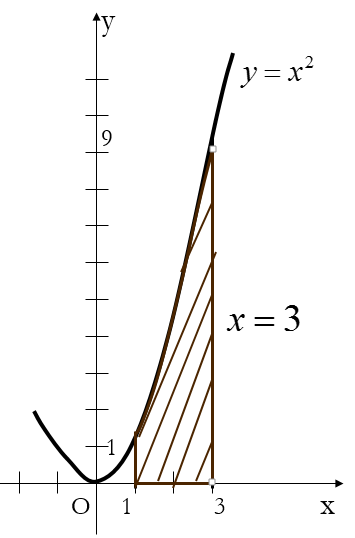 y
y = x²
9
x = 3
1
O 1 3 x